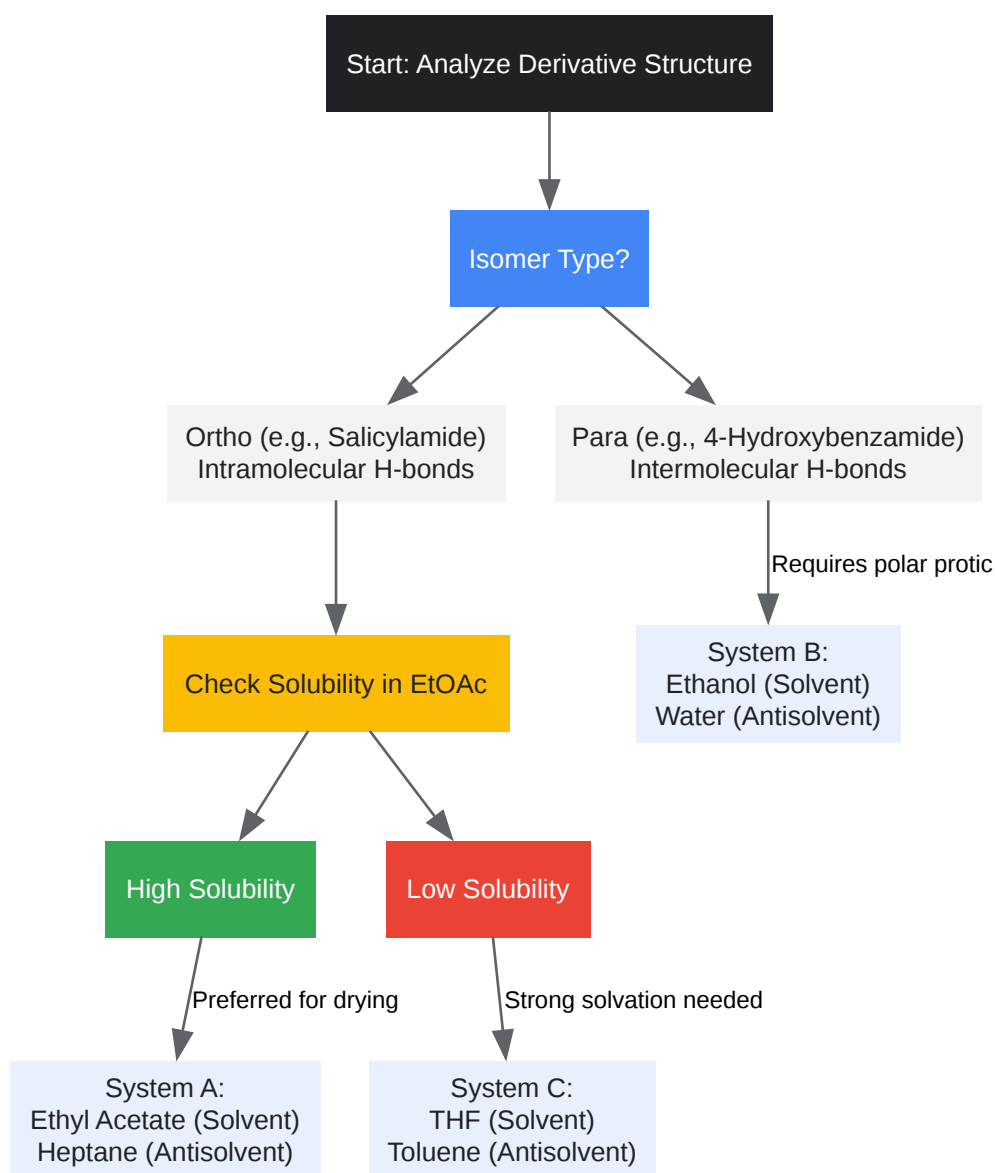 Start: Analyze Derivative Structure
Isomer Type?
Ortho (e.g., Salicylamide)
Intramolecular H-bonds
Para (e.g., 4-Hydroxybenzamide)
Intermolecular H-bonds
Requires polar protic
Check Solubility in EtOAc
System B:
Ethanol (Solvent)
Water (Antisolvent)
High Solubility
Low Solubility
Preferred for drying
Strong solvation needed
System A:
Ethyl Acetate (Solvent)
Heptane (Antisolvent)
System C:
THF (Solvent)
Toluene (Antisolvent)